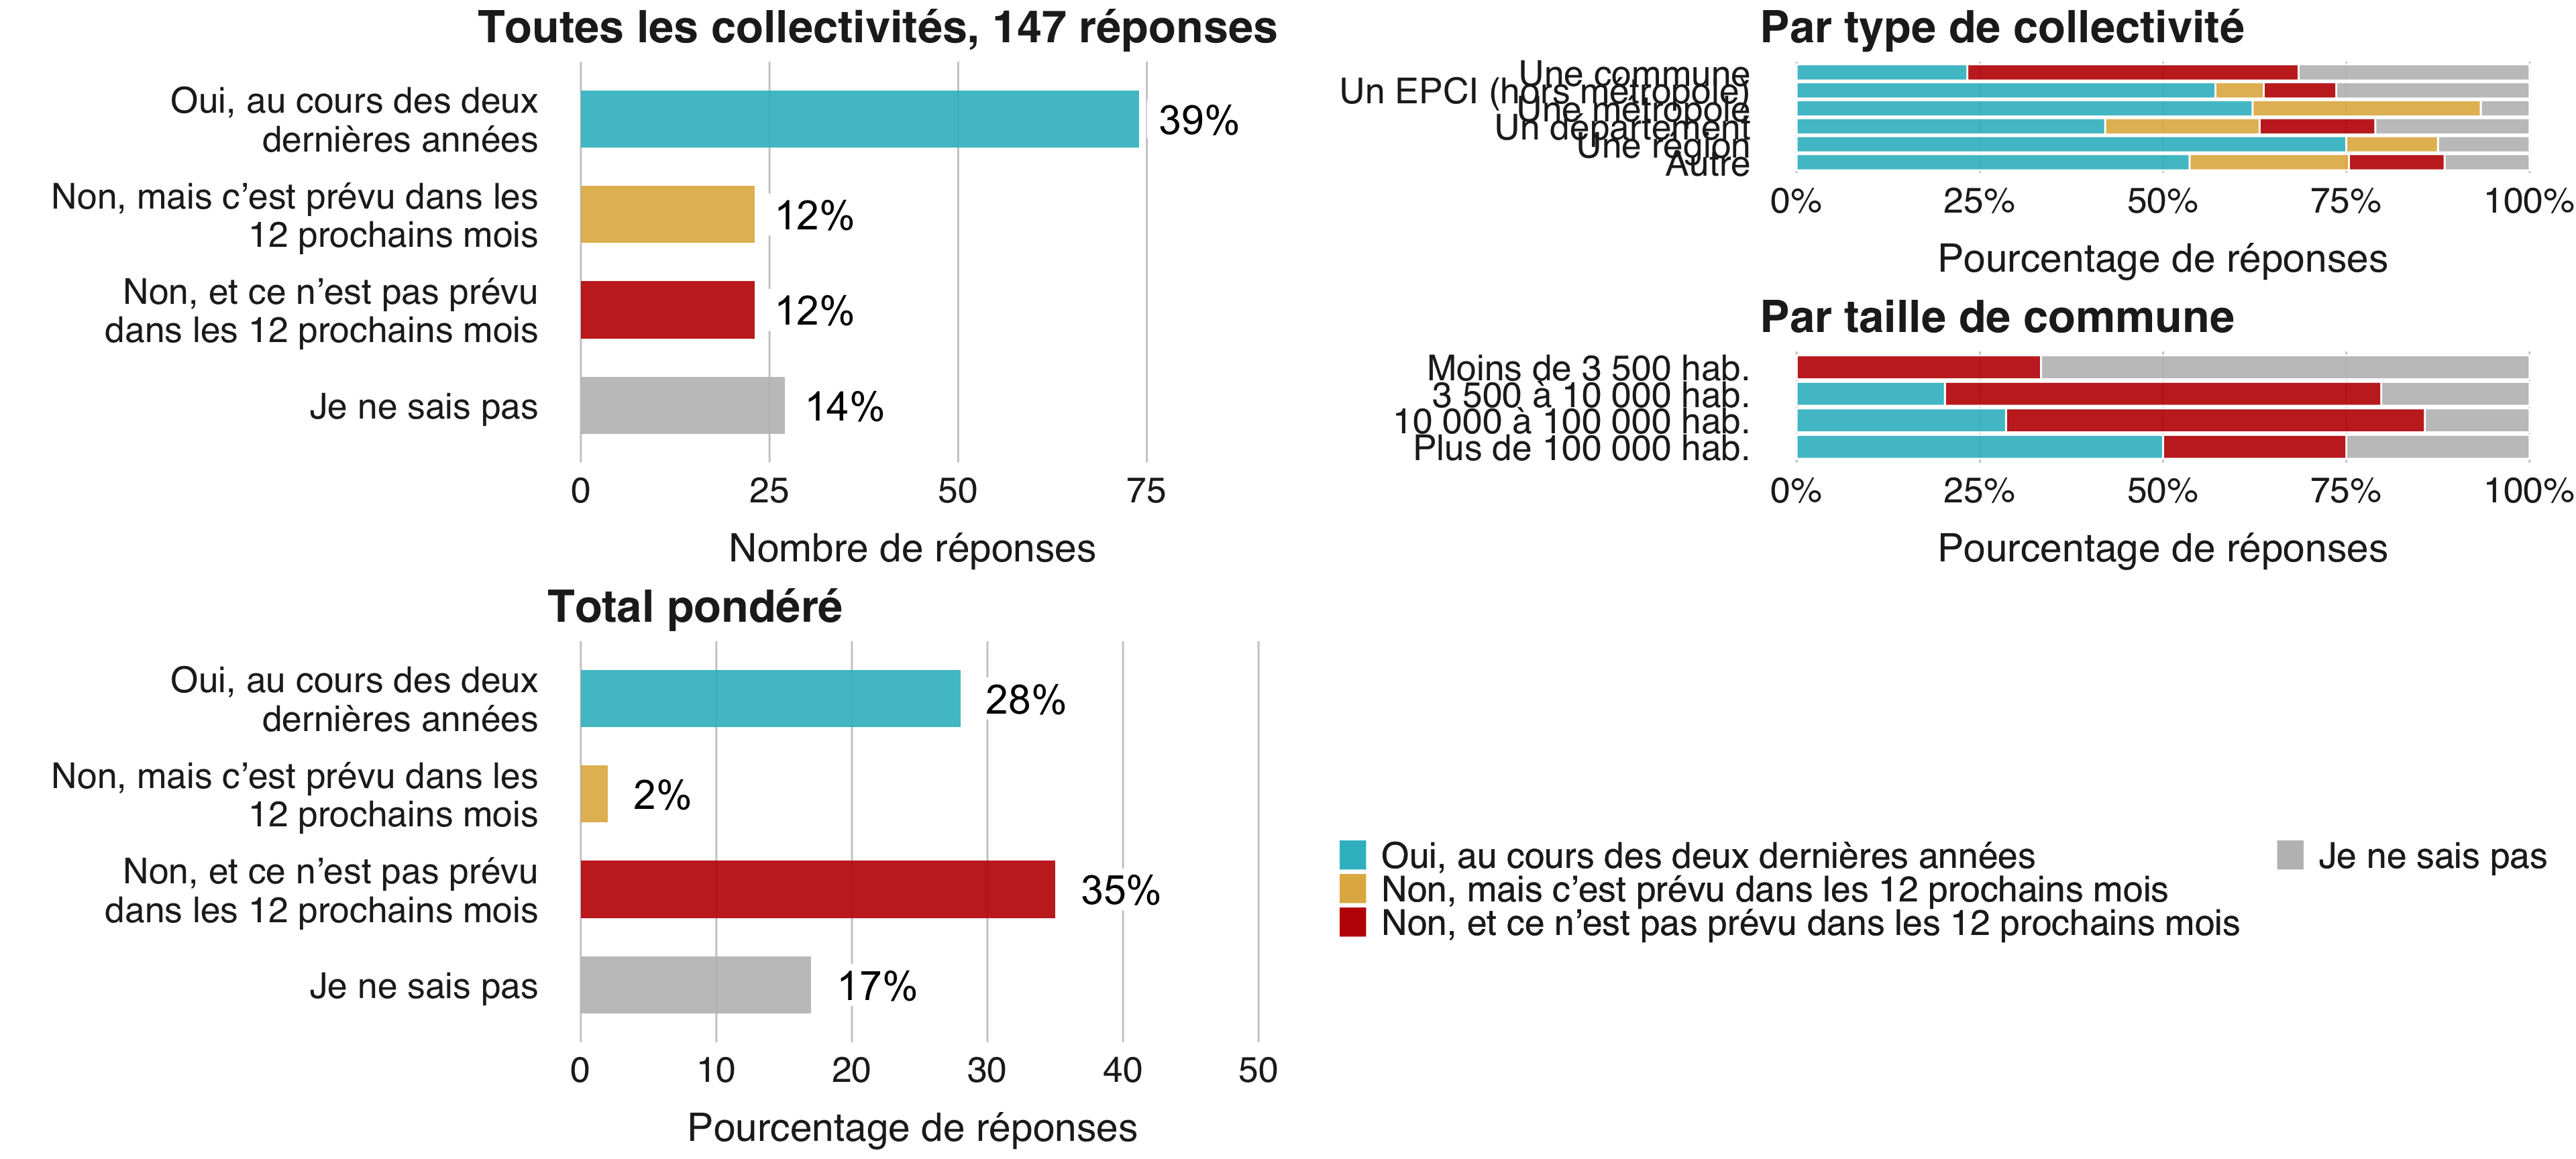 Toutes les collectivités, 147 réponses
Oui, au cours des deux
dernières années
39%
Non, mais c’est prévu dans les
12 prochains mois
12%
Non, et ce n’est pas prévu
dans les 12 prochains mois
12%
Je ne sais pas
14%
0 25 50 75
Nombre de réponses
Total pondéré
Oui, au cours des deux
dernières années
28%
Non, mais c’est prévu dans les
12 prochains mois
2%
Non, et ce n’est pas prévu
dans les 12 prochains mois
35%
Je ne sais pas
17%
0 10 20 30 40 50
Pourcentage de réponses
Par type de collectivité
Une commune
Un EPCI (hors métropole)
Une métropole
Un département
Une région
Autre
0% 25% 50% 75% 100%
Pourcentage de réponses
Par taille de commune
Moins de 3 500 hab.
3 500 à 10 000 hab.
10 000 à 100 000 hab.
Plus de 100 000 hab.
0% 25% 50% 75% 100%
Pourcentage de réponses
Oui, au cours des deux dernières années
Non, mais c’est prévu dans les 12 prochains mois
Non, et ce n’est pas prévu dans les 12 prochains mois
Je ne sais pas